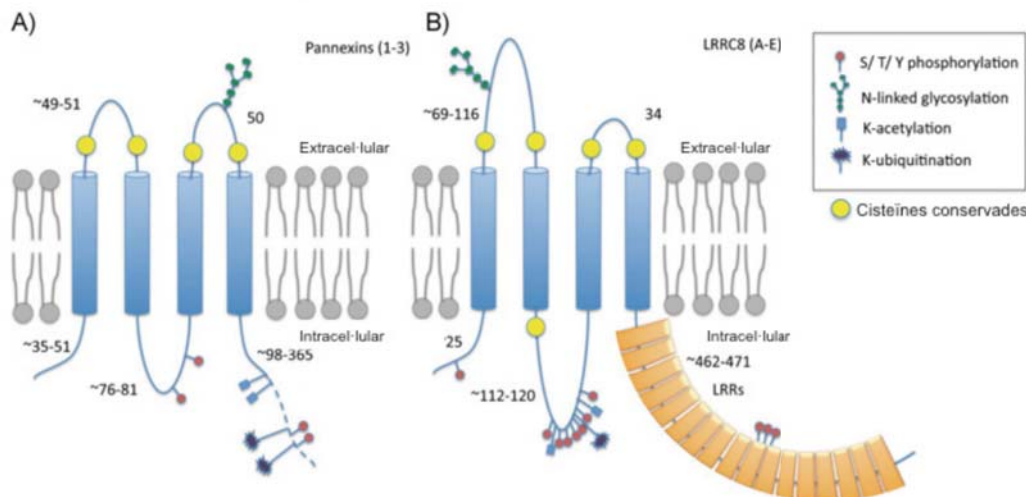 A)
Pannexins (1-3)
~49-51
50
Extracel·lular
Intracel·lular
~35-51
~76-81
~98-365
B)
LRRC8 (A-E)
~69-116
34
Extracel·lular
Intracel·lular
25
~112-120
~462-471
LRRs
S/ T/ Y phosphorylation
N-linked glycosylation
K-acetylation
K-ubiquitination
Cisteïnes conservades